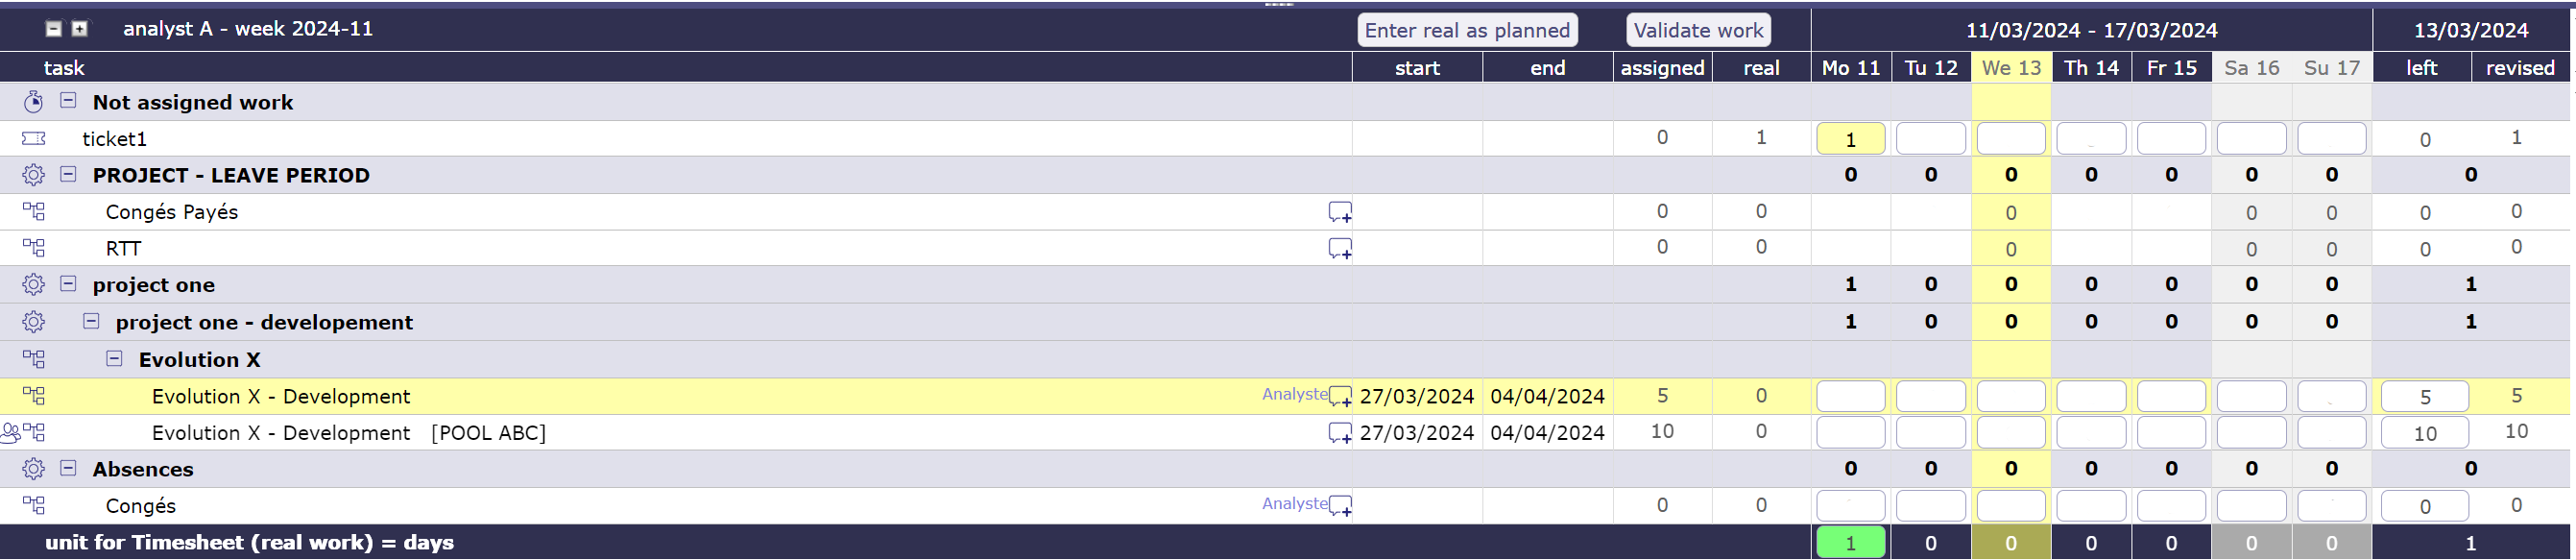 analyst A - week 2024-11 Enter real as planned Validate work 11/03/2024 - 17/03/2024 13/03/2024
task start end assigned real Mo 11 Tu 12 We 13 Th 14 Fr 15 Sa 16 Su 17 left revised
Not assigned work
ticket1 0 1 1 0 1
PROJECT - LEAVE PERIOD 0 0 0 0 0 0 0 0
Congés Payés 0 0 0 0 0 0 0
RTT 0 0 0 0 0 0 0
project one 1 0 0 0 0 0 0 1
project one - developement 1 0 0 0 0 0 0 1
Evolution X
Evolution X - Development Analyste 27/03/2024 04/04/2024 5 0 5 5
Evolution X - Development [POOL ABC] 27/03/2024 04/04/2024 10 0 10 10
Absences 0 0 0 0 0 0 0 0
Congés Analyste 0 0 0 0
unit for Timesheet (real work) = days 1 0 0 0 0 0 0 1